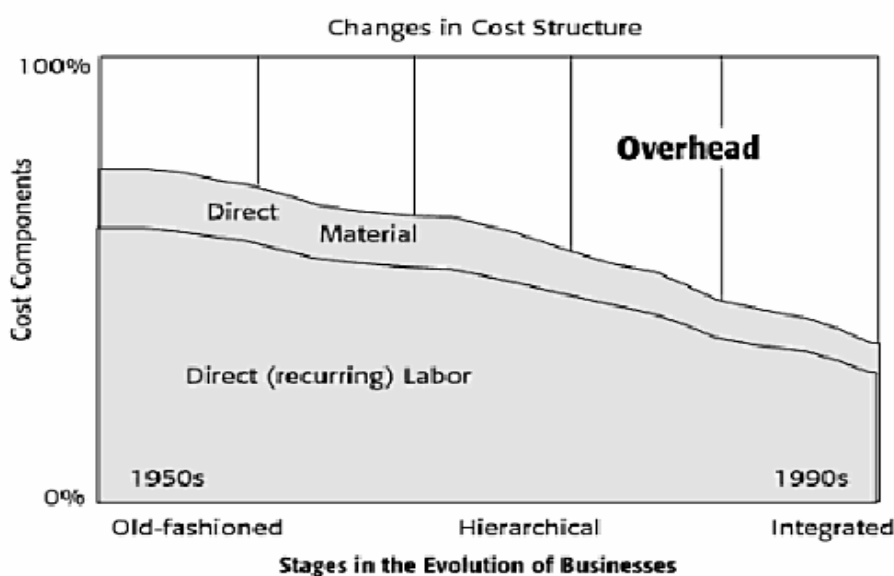 Changes in Cost Structure
100%
Overhead
Cost Components
Direct
Material
Direct (recurring) Labor
1950s
1990s
0%
Old-fashioned
Hierarchical
Integrated
Stages in the Evolution of Businesses